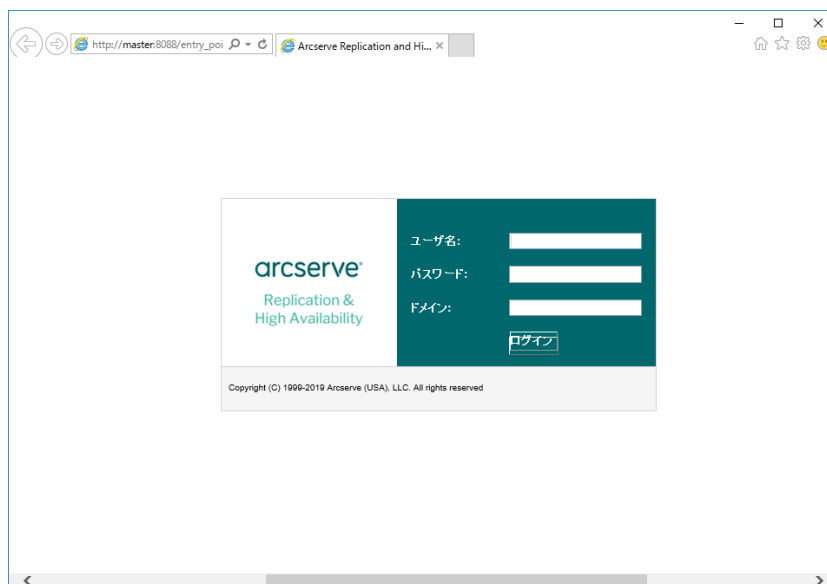 http://master:8088/entry_poi
Arcserve Replication and Hi...
ユーザ名:
arcserve®
パスワード:
Replication &
High Availability
ドメイン:
ログイン
Copyright (C) 1999-2019 Arcserve (USA), LLC. All rights reserved